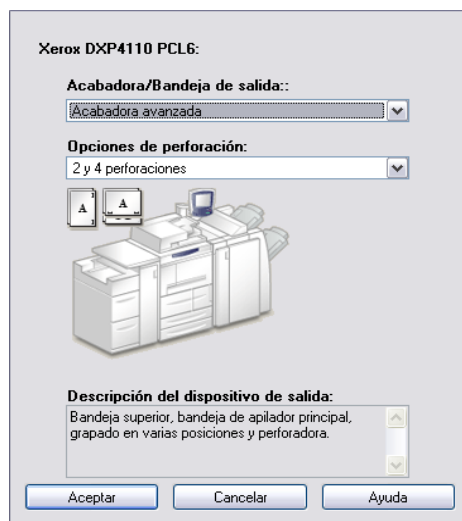 Xerox DXP4110 PCL6:
Acabadora/Bandeja de salida::
Acabadora avanzada
Opciones de perforación:
2 y 4 perforaciones
A
A
Descripción del dispositivo de salida:
Bandeja superior, bandeja de apilador principal,
grapado en varias posiciones y perforadora.
Aceptar
Cancelar
Ayuda